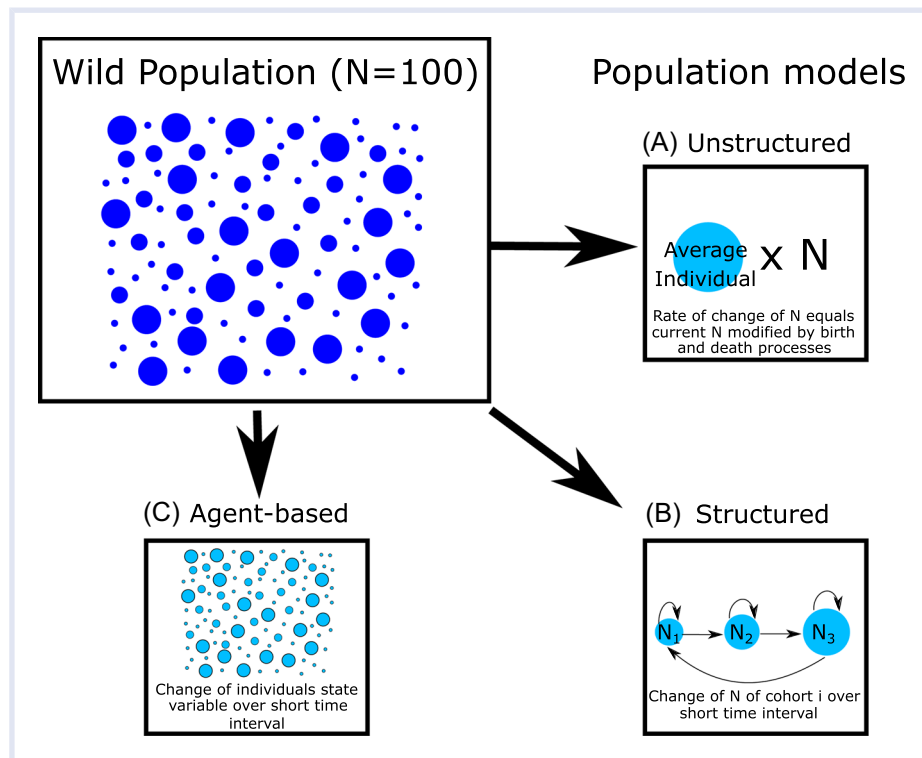 Wild Population (N=100)
Population models
(A) Unstructured
Average
Individual
x N
Rate of change of N equals
current N modified by birth
and death processes
(C) Agent-based
Change of individuals state
variable over short time
interval
(B) Structured
N₁
N₂
N₃
Change of N of cohort i over
short time interval